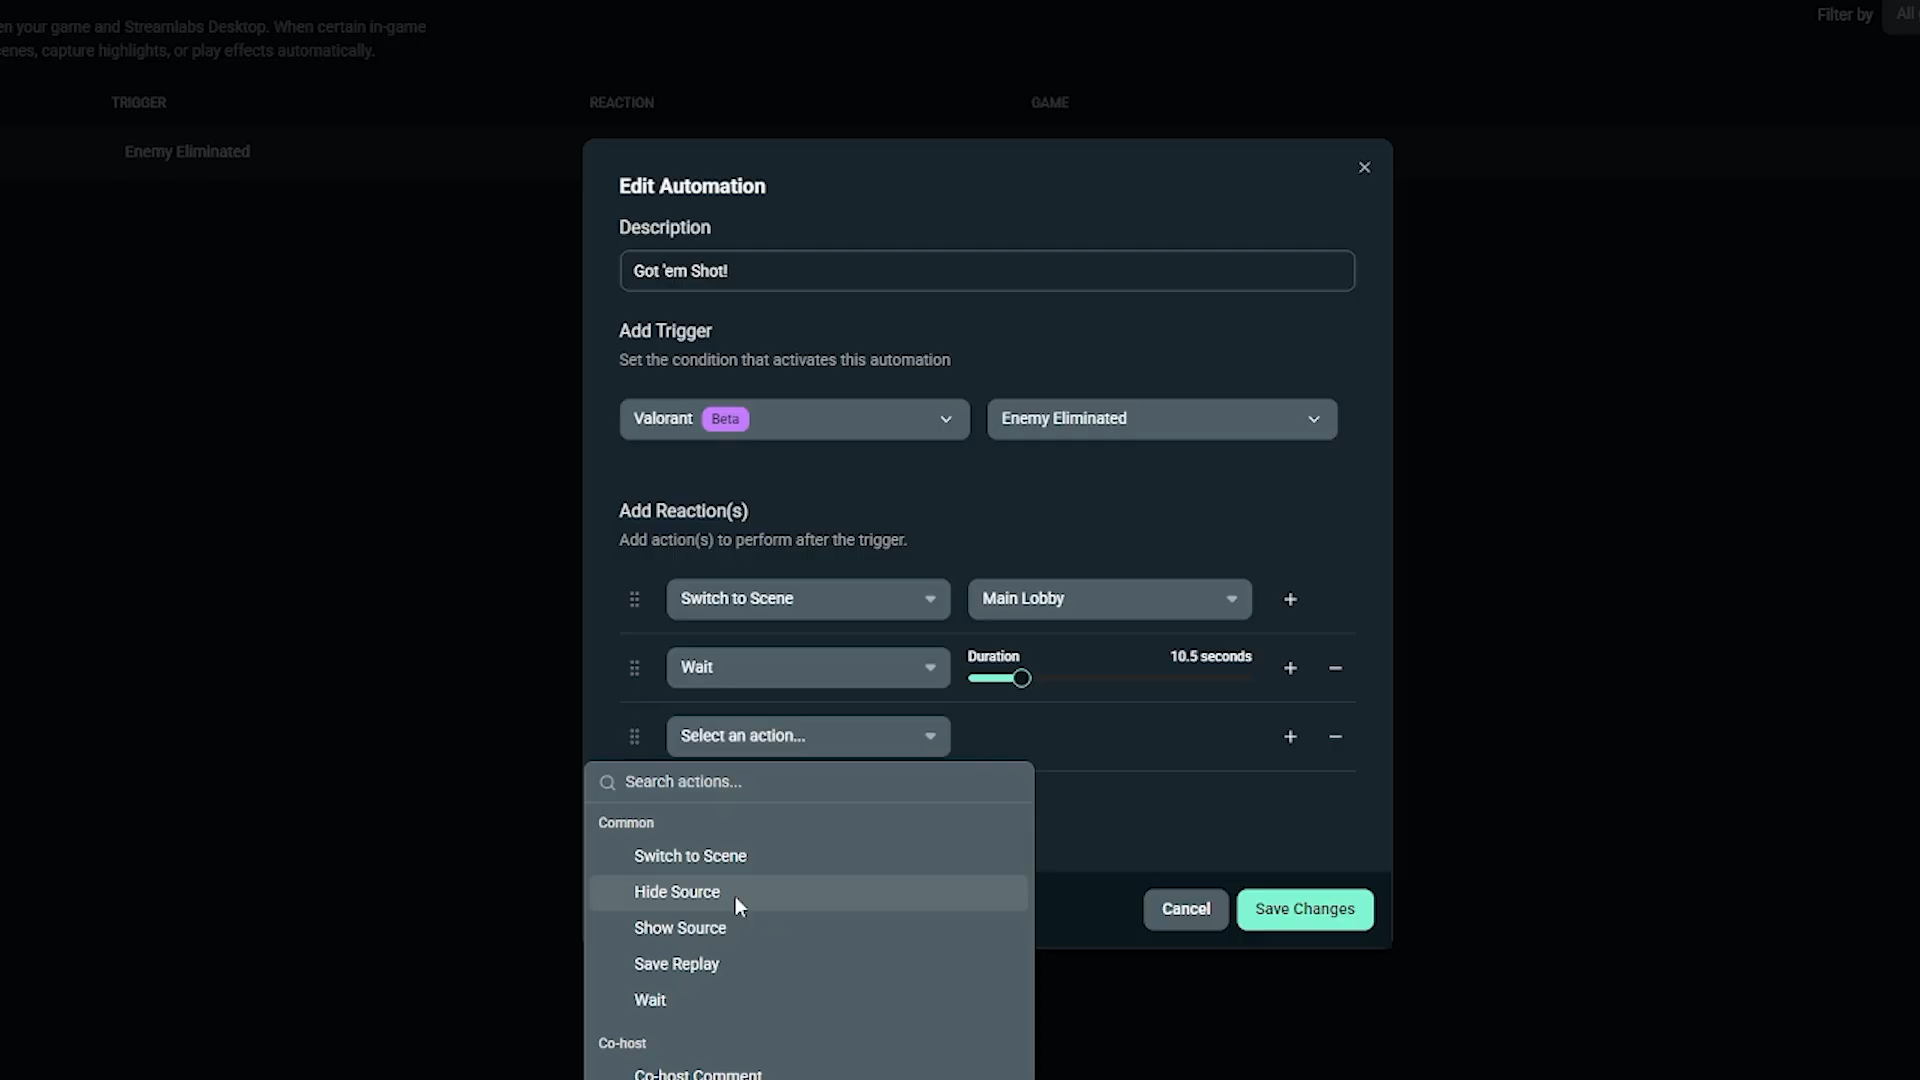 en your game and Streamlabs Desktop. When certain in-game
enes, capture highlights, or play effects automatically.
Filter by All
TRIGGER REACTION GAME
Enemy Eliminated
Edit Automation
Description
Got 'em Shot!
Add Trigger
Set the condition that activates this automation
Valorant Beta Enemy Eliminated
Add Reaction(s)
Add action(s) to perform after the trigger.
Switch to Scene Main Lobby
Wait Duration 10.5 seconds
Select an action...
Search actions...
Common
Switch to Scene
Hide Source
Show Source
Save Replay
Wait
Co-host
Co-host Comment
Cancel Save Changes